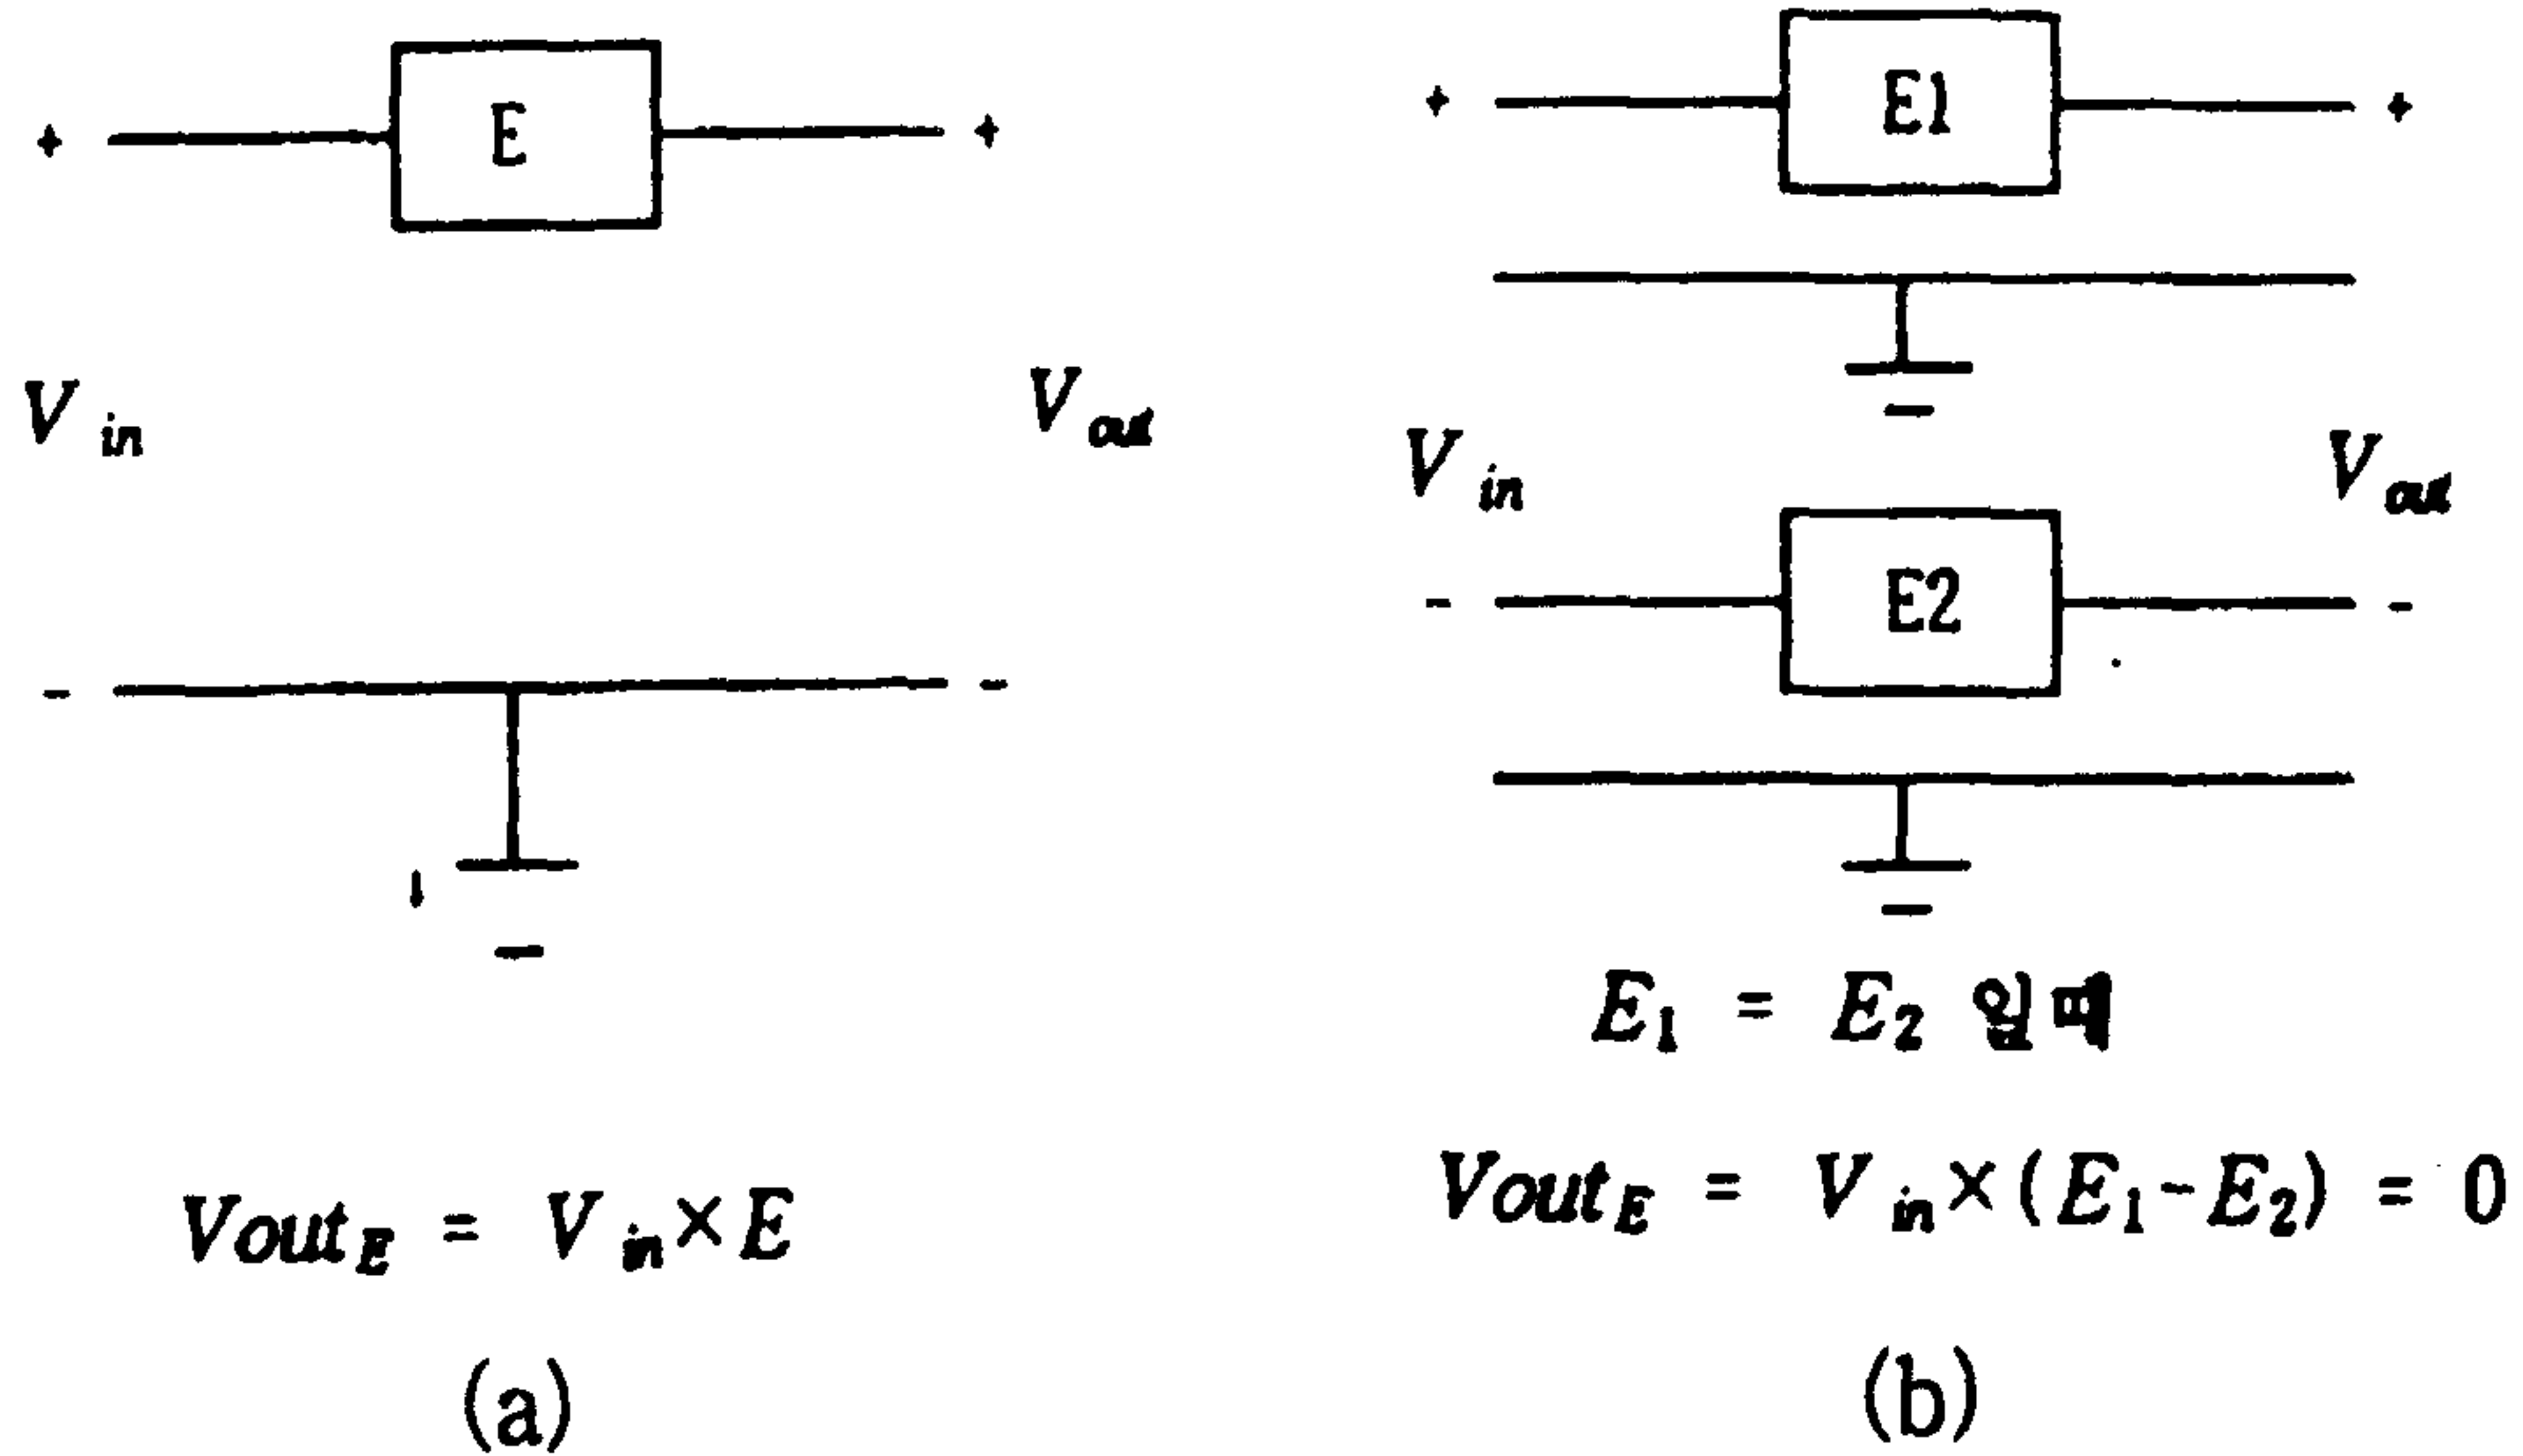 + E +
V in V out
- -
Vout E = V in × E
(a)
+ E1 +
V in V out
- E2 -
E1 = E2 일때
Vout E = V in × ( E1 - E2 ) = 0
(b)